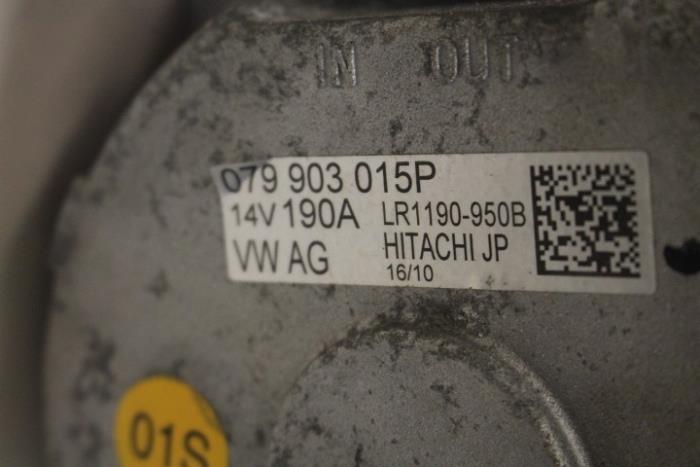 IN OUT
079 903 015P
14V 190A LR1190-950B
VW AG HITACHI JP
16/10
01S